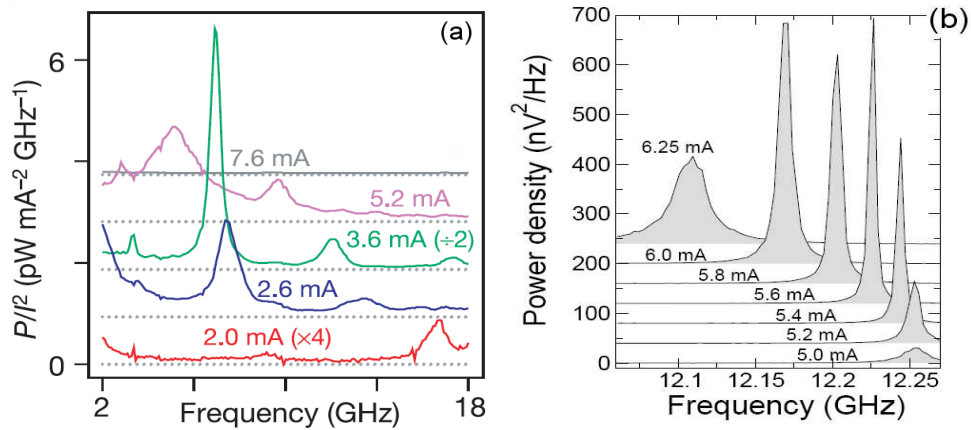 (a)
6
0
P/I² (pW mA⁻² GHz⁻¹)
7.6 mA
5.2 mA
3.6 mA (÷2)
2.6 mA
2.0 mA (×4)
2
18
Frequency (GHz)
(b)
700
600
500
400
300
200
100
0
Power density (nV²/Hz)
6.25 mA
6.0 mA
5.8 mA
5.6 mA
5.4 mA
5.2 mA
5.0 mA
12.1
12.15
12.2
12.25
Frequency (GHz)